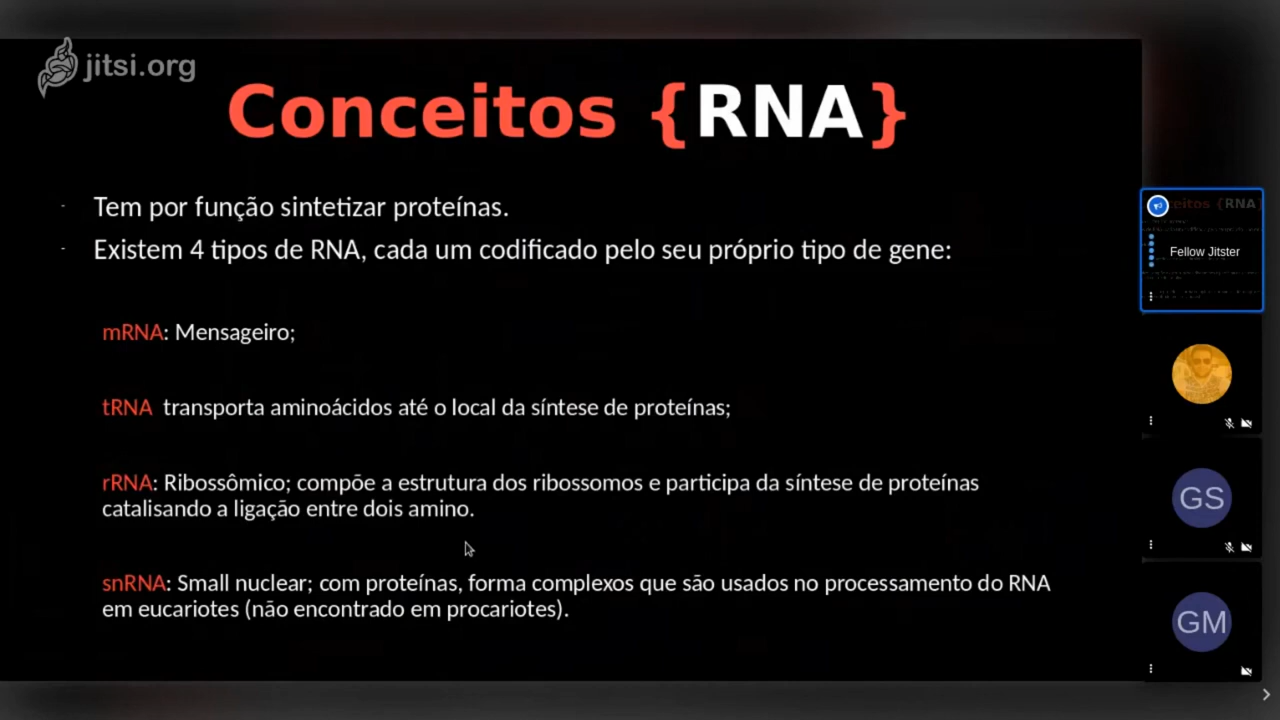 jitsi.org
Conceitos {RNA}
- Tem por função sintetizar proteínas.
- Existem 4 tipos de RNA, cada um codificado pelo seu próprio tipo de gene:
mRNA: Mensageiro;
tRNA transporta aminoácidos até o local da síntese de proteínas;
rRNA: Ribossômico; compõe a estrutura dos ribossomos e participa da síntese de proteínas
catalisando a ligação entre dois amino.
snRNA: Small nuclear; com proteínas, forma complexos que são usados no processamento do RNA
em eucariotes (não encontrado em procariotes).
Fellow Jitster
GS
GM